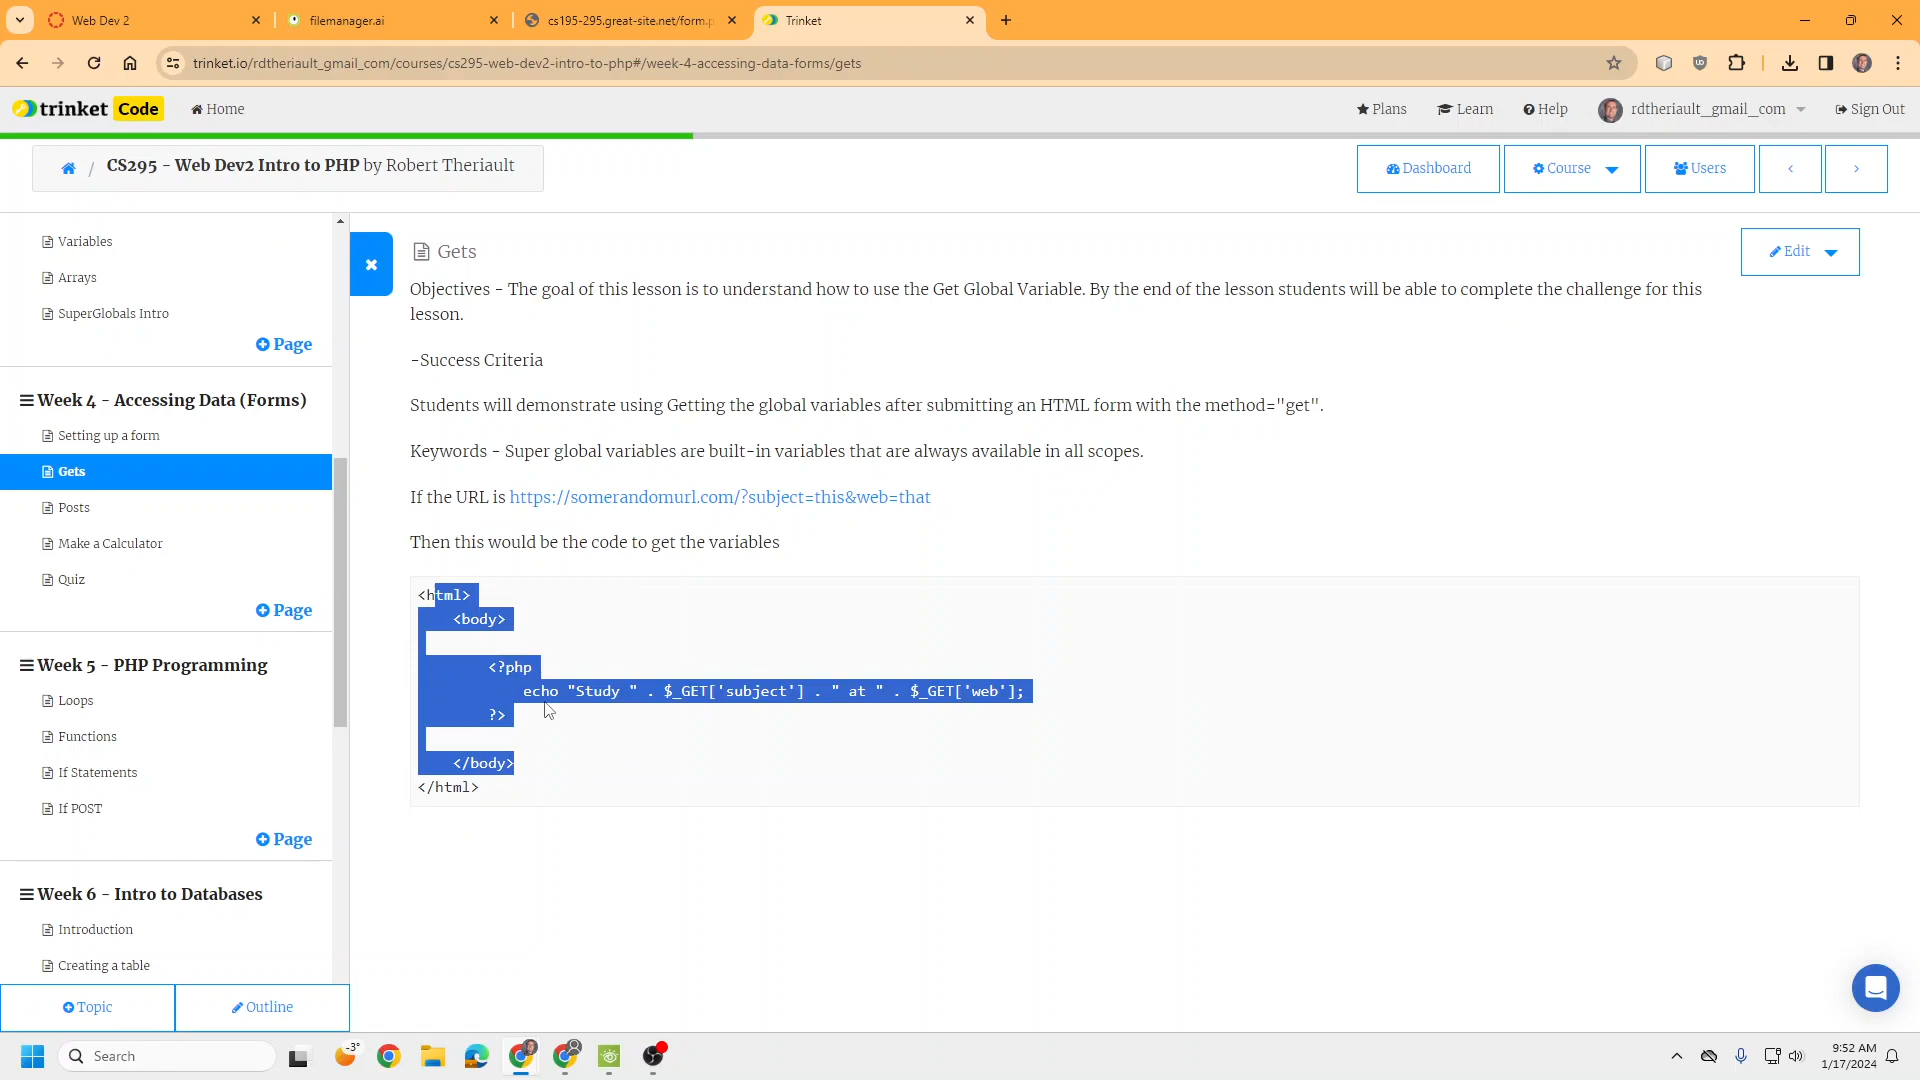 Web Dev 2
filemanager.ai
cs195-295.great-site.net/form.p
Trinket
trinket.io/rdtheriault_gmail_com/courses/cs295-web-dev2-intro-to-php#/week-4-accessing-data-forms/gets
trinket Code
Home
Plans
Learn
Help
rdtheriault_gmail_com
Sign Out
/ CS295 - Web Dev2 Intro to PHP by Robert Theriault
Dashboard
Course
Users
<
>
Variables
Arrays
SuperGlobals Intro
Page
Week 4 - Accessing Data (Forms)
Setting up a form
Gets
Posts
Make a Calculator
Quiz
Page
Week 5 - PHP Programming
Loops
Functions
If Statements
If POST
Page
Week 6 - Intro to Databases
Introduction
Creating a table
Topic
Outline
Gets
Edit
Objectives - The goal of this lesson is to understand how to use the Get Global Variable. By the end of the lesson students will be able to complete the challenge for this
lesson.
-Success Criteria
Students will demonstrate using Getting the global variables after submitting an HTML form with the method="get".
Keywords - Super global variables are built-in variables that are always available in all scopes.
If the URL is https://somerandomurl.com/?subject=this&web=that
Then this would be the code to get the variables
<html>
<body>
<?php
echo "Study " . $_GET['subject'] . " at " . $_GET['web'];
?>
</body>
</html>
Search
-3°
9:52 AM
1/17/2024